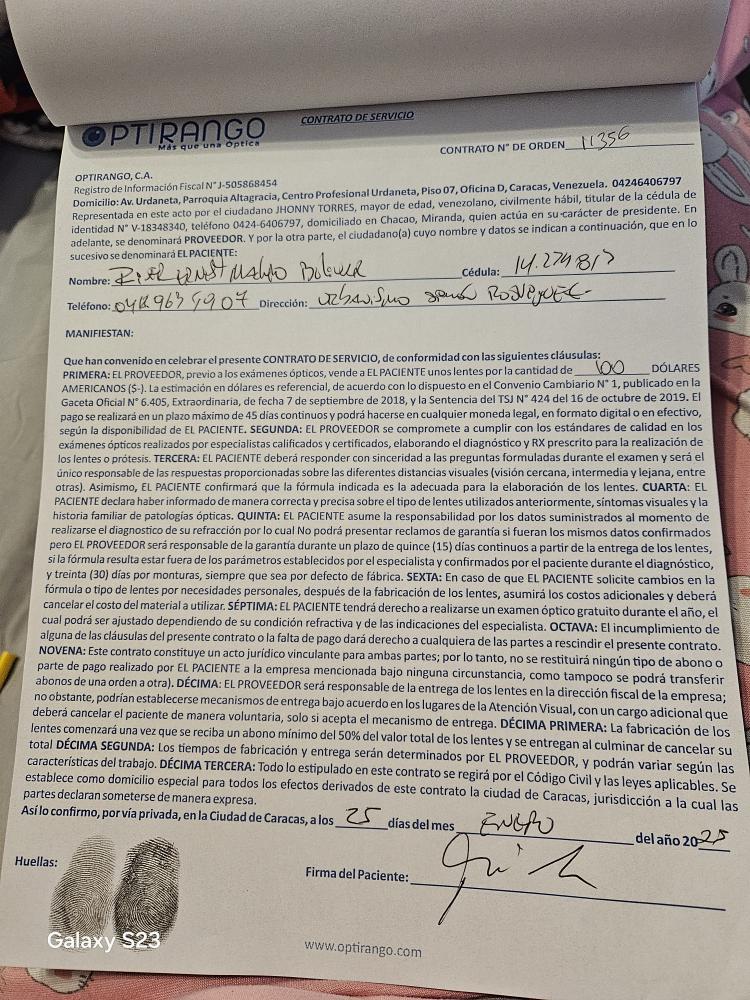 CONTRATO DE SERVICIO
OPTIRANGO
Más que una Óptica
CONTRATO N° DE ORDEN 11356
OPTIRANGO, C.A.
Registro de Información Fiscal N° J-505868454
Domicilio: Av. Urdaneta, Parroquia Altagracia, Centro Profesional Urdaneta, Piso 07, Oficina D, Caracas, Venezuela. 04246406797
Representada en este acto por el ciudadano JHONNY TORRES, mayor de edad, venezolano, civilmente hábil, titular de la cédula de
identidad N° V-18348340, teléfono 0424-6406797, domiciliado en Chacao, Miranda, quien actúa en su carácter de presidente. En
adelante, se denominará PROVEEDOR. Y por la otra parte, el ciudadano(a) cuyo nombre y datos se indican a continuación, que en lo
sucesivo se denominará EL PACIENTE:
Nombre: Cédula: 14.274817
Teléfono: Dirección: Urbanismo
MANIFIESTAN:
Que han convenido en celebrar el presente CONTRATO DE SERVICIO, de conformidad con las siguientes cláusulas:
PRIMERA: EL PROVEEDOR, previo a los exámenes ópticos, vende a EL PACIENTE unos lentes por la cantidad de 100 DÓLARES
AMERICANOS ($-). La estimación en dólares es referencial, de acuerdo con lo dispuesto en el Convenio Cambiario N° 1, publicado en la
Gaceta Oficial N° 6.405, Extraordinaria, de fecha 7 de septiembre de 2018, y la Sentencia del TSJ N° 424 del 16 de octubre de 2019. El
pago se realizará en un plazo máximo de 45 días continuos y podrá hacerse en cualquier moneda legal, en formato digital o en efectivo,
según la disponibilidad de EL PACIENTE. SEGUNDA: EL PROVEEDOR se compromete a cumplir con los estándares de calidad en los
exámenes ópticos realizados por especialistas calificados y certificados, elaborando el diagnóstico y RX prescrito para la realización de
los lentes o prótesis. TERCERA: EL PACIENTE deberá responder con sinceridad a las preguntas formuladas durante el examen y será el
único responsable de las respuestas proporcionadas sobre las diferentes distancias visuales (visión cercana, intermedia y lejana, entre
otras). Asimismo, EL PACIENTE confirmará que la fórmula indicada es la adecuada para la elaboración de los lentes. CUARTA: EL
PACIENTE declara haber informado de manera correcta y precisa sobre el tipo de lentes utilizados anteriormente, síntomas visuales y la
historia familiar de patologías ópticas. QUINTA: EL PACIENTE asume la responsabilidad por los datos suministrados al momento de
realizarse el diagnostico de su refracción por lo cual No podrá presentar reclamos de garantía si fueran los mismos datos confirmados
pero EL PROVEEDOR será responsable de la garantía durante un plazo de quince (15) días continuos a partir de la entrega de los lentes,
si la fórmula resulta estar fuera de los parámetros establecidos por el especialista y confirmados por el paciente durante el diagnóstico,
y treinta (30) días por monturas, siempre que sea por defecto de fábrica. SEXTA: En caso de que EL PACIENTE solicite cambios en la
fórmula o tipo de lentes por necesidades personales, después de la fabricación de los lentes, asumirá los costos adicionales y deberá
cancelar el costo del material a utilizar. SÉPTIMA: EL PACIENTE tendrá derecho a realizarse un examen óptico gratuito durante el año, el
cual podrá ser ajustado dependiendo de su condición refractiva y de las indicaciones del especialista. OCTAVA: El incumplimiento de
alguna de las cláusulas del presente contrato o la falta de pago dará derecho a cualquiera de las partes a rescindir el presente contrato.
NOVENA: Este contrato constituye un acto jurídico vinculante para ambas partes; por lo tanto, no se restituirá ningún tipo de abono o
parte de pago realizado por EL PACIENTE a la empresa mencionada bajo ninguna circunstancia, como tampoco se podrá transferir
abonos de una orden a otra). DÉCIMA: EL PROVEEDOR será responsable de la entrega de los lentes en la dirección fiscal de la empresa;
no obstante, podrían establecerse mecanismos de entrega bajo acuerdo en los lugares de la Atención Visual, con un cargo adicional que
deberá cancelar el paciente de manera voluntaria, solo si acepta el mecanismo de entrega. DÉCIMA PRIMERA: La fabricación de los
lentes comenzará una vez que se reciba un abono mínimo del 50% del valor total de los lentes y se entregan al culminar de cancelar su
total DÉCIMA SEGUNDA: Los tiempos de fabricación y entrega serán determinados por EL PROVEEDOR, y podrán variar según las
características del trabajo. DÉCIMA TERCERA: Todo lo estipulado en este contrato se regirá por el Código Civil y las leyes aplicables. Se
establece como domicilio especial para todos los efectos derivados de este contrato la ciudad de Caracas, jurisdicción a la cual las
partes declaran someterse de manera expresa.
Así lo confirmo, por vía privada, en la Ciudad de Caracas, a los 25 días del mes ENERO del año 2025
Huellas:
Firma del Paciente:
Galaxy S23
www.optirango.com